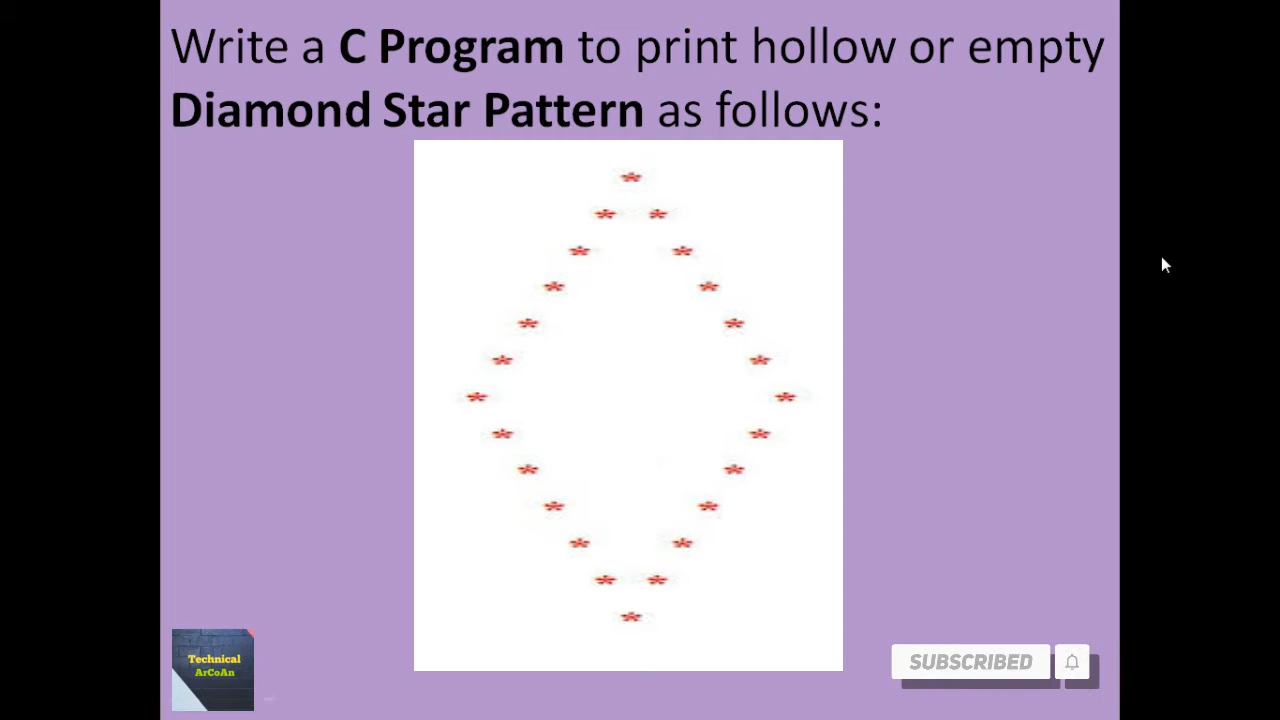 Write a C Program to print hollow or empty
Diamond Star Pattern as follows:
*
* *
* *
* *
* *
* *
* *
* *
* *
* *
* *
* *
*
Technical
ArCoAn
SUBSCRIBED